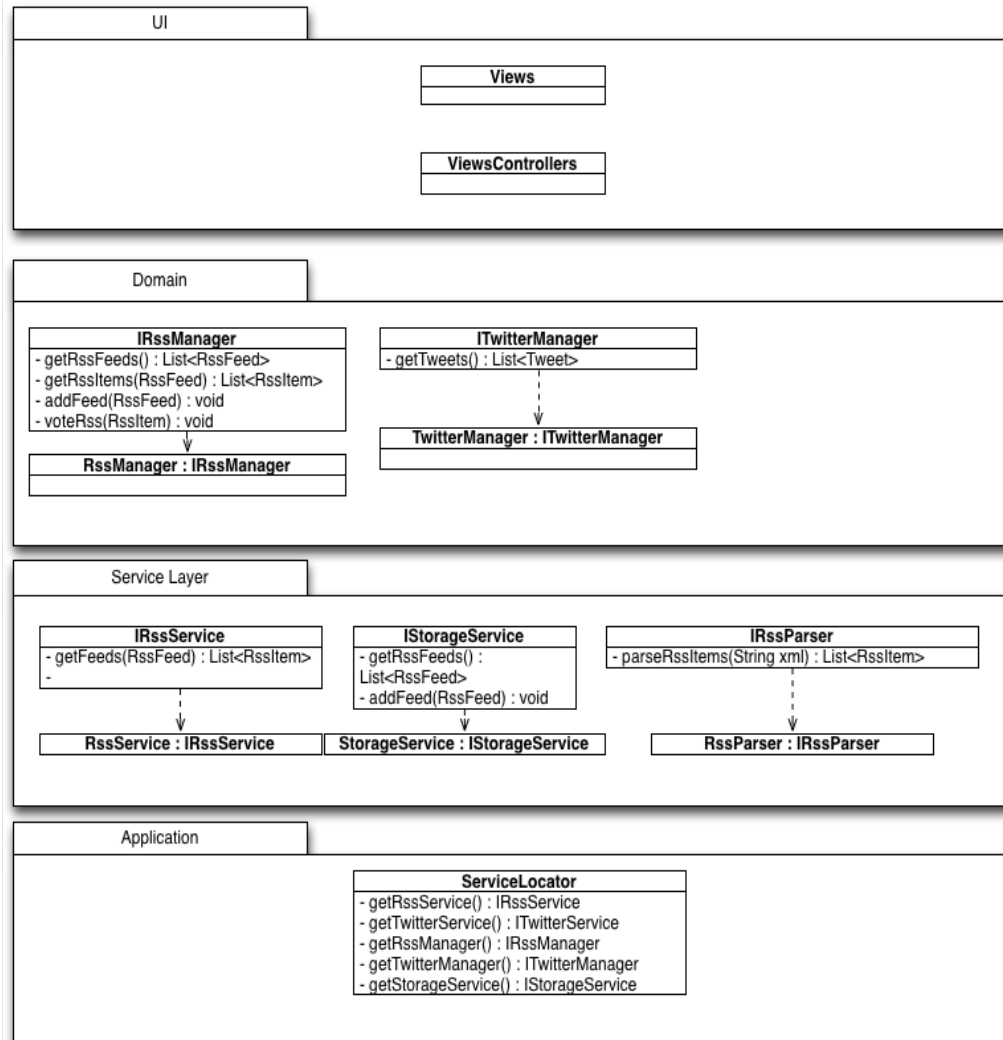 UI
Views
ViewsControllers
Domain
IRssManager
- getRssFeeds() : List<RssFeed>
- getRssItems(RssFeed) : List<RssItem>
- addFeed(RssFeed) : void
- voteRss(RssItem) : void
RssManager : IRssManager
ITwitterManager
- getTweets() : List<Tweet>
TwitterManager : ITwitterManager
Service Layer
IRssService
- getFeeds(RssFeed) : List<RssItem>
-
RssService : IRssService
IStorageService
- getRssFeeds() :
List<RssFeed>
- addFeed(RssFeed) : void
StorageService : IStorageService
IRssParser
- parseRssItems(String xml) : List<RssItem>
RssParser : IRssParser
Application
ServiceLocator
- getRssService() : IRssService
- getTwitterService() : ITwitterService
- getRssManager() : IRssManager
- getTwitterManager() : ITwitterManager
- getStorageService() : IStorageService